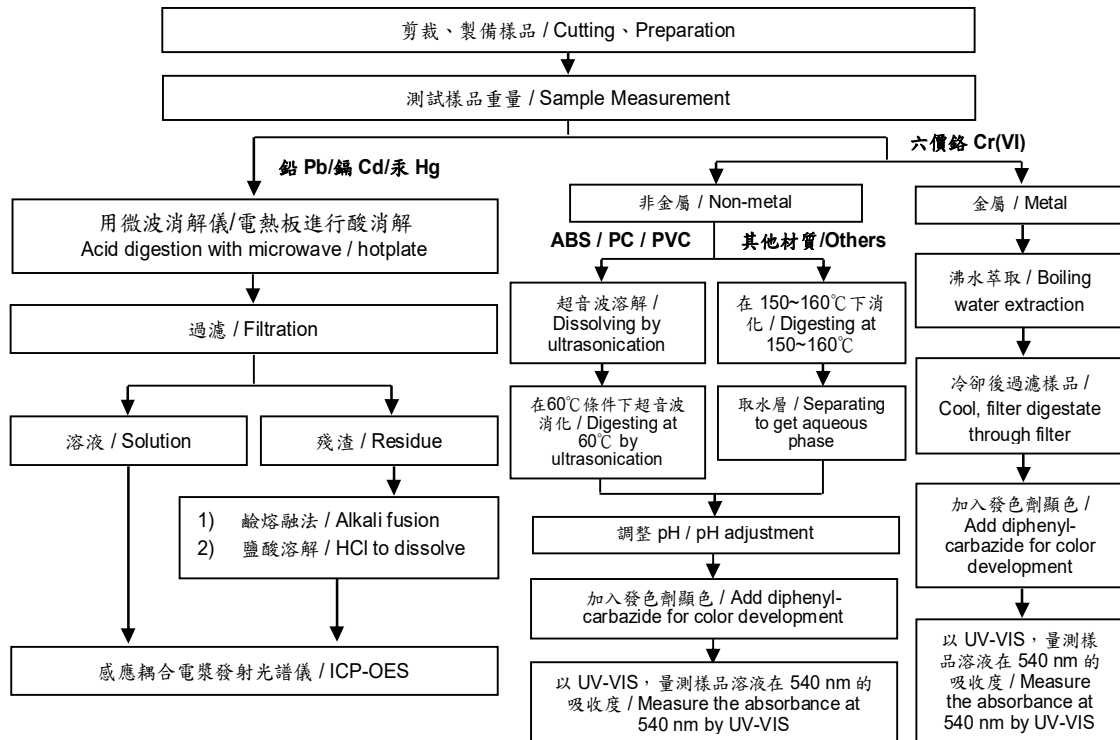 剪裁、製備樣品 / Cutting、Preparation
測試樣品重量 / Sample Measurement
鉛 Pb/鎘 Cd/汞 Hg
六價鉻 Cr(VI)
用微波消解儀/電熱板進行酸消解
Acid digestion with microwave / hotplate
過濾 / Filtration
溶液 / Solution
殘渣 / Residue
1) 鹼熔融法 / Alkali fusion
2) 鹽酸溶解 / HCl to dissolve
感應耦合電漿發射光譜儀 / ICP-OES
非金屬 / Non-metal
ABS / PC / PVC
其他材質/Others
超音波溶解 /
Dissolving by
ultrasonication
在 150~160℃下消
化 / Digesting at
150~160℃
在60℃條件下超音波
消化 / Digesting at
60℃ by
ultrasonication
取水層 / Separating
to get aqueous
phase
調整 pH / pH adjustment
加入發色劑顯色 / Add diphenyl-
carbazide for color development
以 UV-VIS，量測樣品溶液在 540 nm 的
吸收度 / Measure the absorbance at
540 nm by UV-VIS
金屬 / Metal
沸水萃取 / Boiling
water extraction
冷卻後過濾樣品 /
Cool, filter digestate
through filter
加入發色劑顯色 /
Add diphenyl-
carbazide for color
development
以 UV-VIS，量測樣
品溶液在 540 nm 的
吸收度 / Measure
the absorbance at
540 nm by UV-VIS